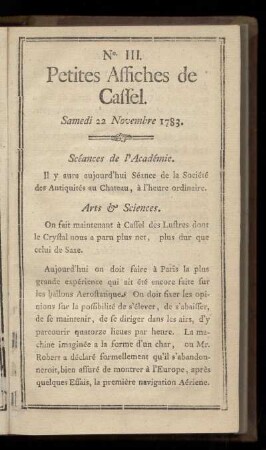 No. III.
Petites Affiches de
Cassel.
Samedi 22 Novembre 1783.
Séances de l'Académie.
Il y aura aujourd'hui Séance de la Société
des Antiquités au Chateau, à l'heure ordinaire.
Arts & Sciences.
On fait maintenant à Cassel des Lustres dont
le Crystal nous a paru plus net, plus dur que
celui de Saxe.
Aujourd'hui on doit faire à Paris la plus
grande expérience qui ait été encore faite sur
les ballons Aerostatiques On doit fixer les opi-
nions sur la possibilité de s'élever, de s'abaisser,
de se maintenir, de se diriger dans les airs, d'y
parcourir quatorze lieues par heure. La ma-
chine imaginée a la forme d'un char, ou Mr.
Robert a déclaré formellement qu'il s'abandon-
neroit, bien assuré de montrer à l'Europe, après
quelques Essais, la première navigation Aériene.